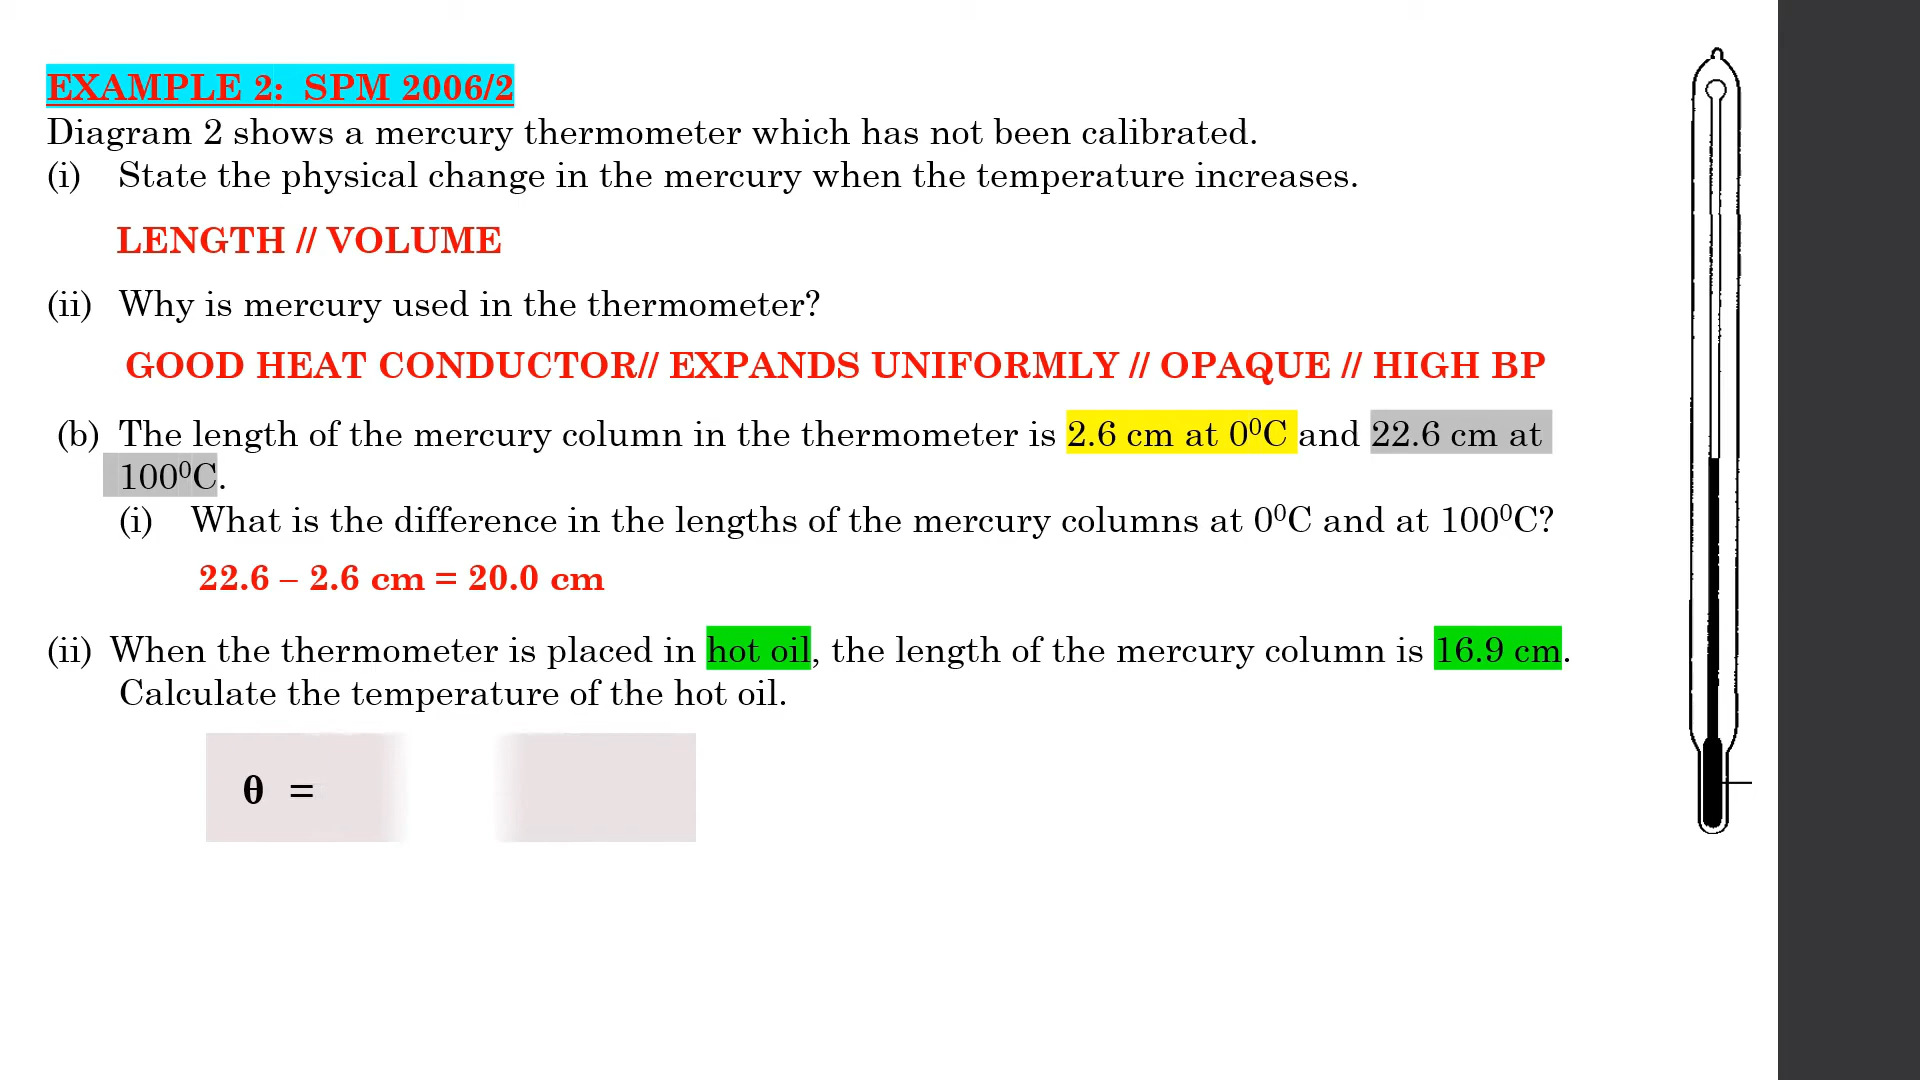 EXAMPLE 2: SPM 2006/2
Diagram 2 shows a mercury thermometer which has not been calibrated.
(i) State the physical change in the mercury when the temperature increases.
LENGTH // VOLUME
(ii) Why is mercury used in the thermometer?
GOOD HEAT CONDUCTOR// EXPANDS UNIFORMLY // OPAQUE // HIGH BP
(b) The length of the mercury column in the thermometer is 2.6 cm at 0⁰C and 22.6 cm at
100⁰C.
(i) What is the difference in the lengths of the mercury columns at 0⁰C and at 100⁰C?
22.6 – 2.6 cm = 20.0 cm
(ii) When the thermometer is placed in hot oil, the length of the mercury column is 16.9 cm.
Calculate the temperature of the hot oil.
θ =